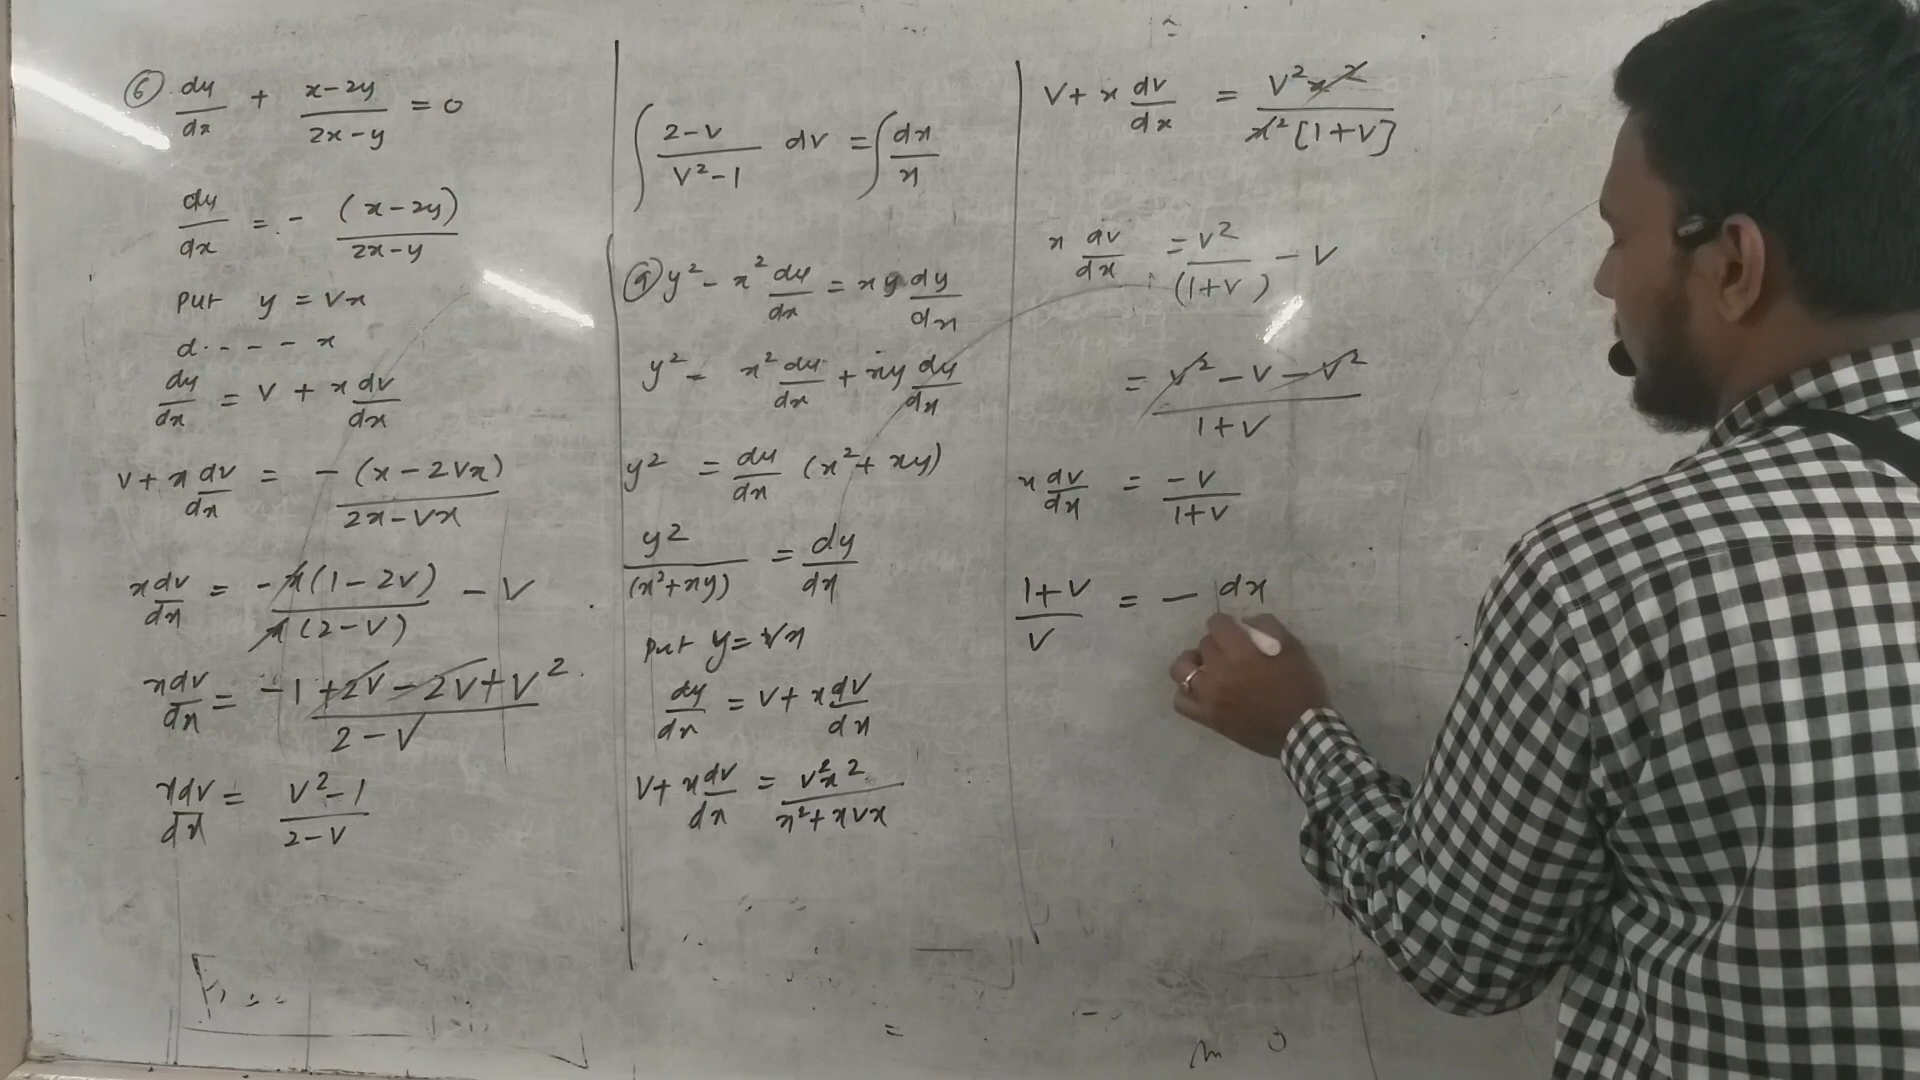 ⑥ dy/dx + x-2y/2x-y = 0
dy/dx = - (x-2y)/2x-y
put y = vx
d . - - - x
dy/dx = v + x dv/dx
v + x dv/dx = -(x-2vx)/2x-vx
x dv/dx = -x(1-2v)/x(2-v) - v
x dv/dx = -1+2v-2v+v²/2-v
x dv/dx = v²-1/2-v
∫ 2-v/v²-1 dv = ∫ dx/x
⑨ y² - x² dy/dx = xy dy/dx
y² = x² dy/dx + xy dy/dx
y² = dy/dx (x²+xy)
y²/(x²+xy) = dy/dx
put y = vx
dy/dx = v + x dv/dx
v + x dv/dx = v²x²/x²+xvx
v + x dv/dx = v²x²/x²[1+v]
x dv/dx = v²/(1+v) - v
= v²-v-v²/1+v
x dv/dx = -v/1+v
1+v/v = - dx